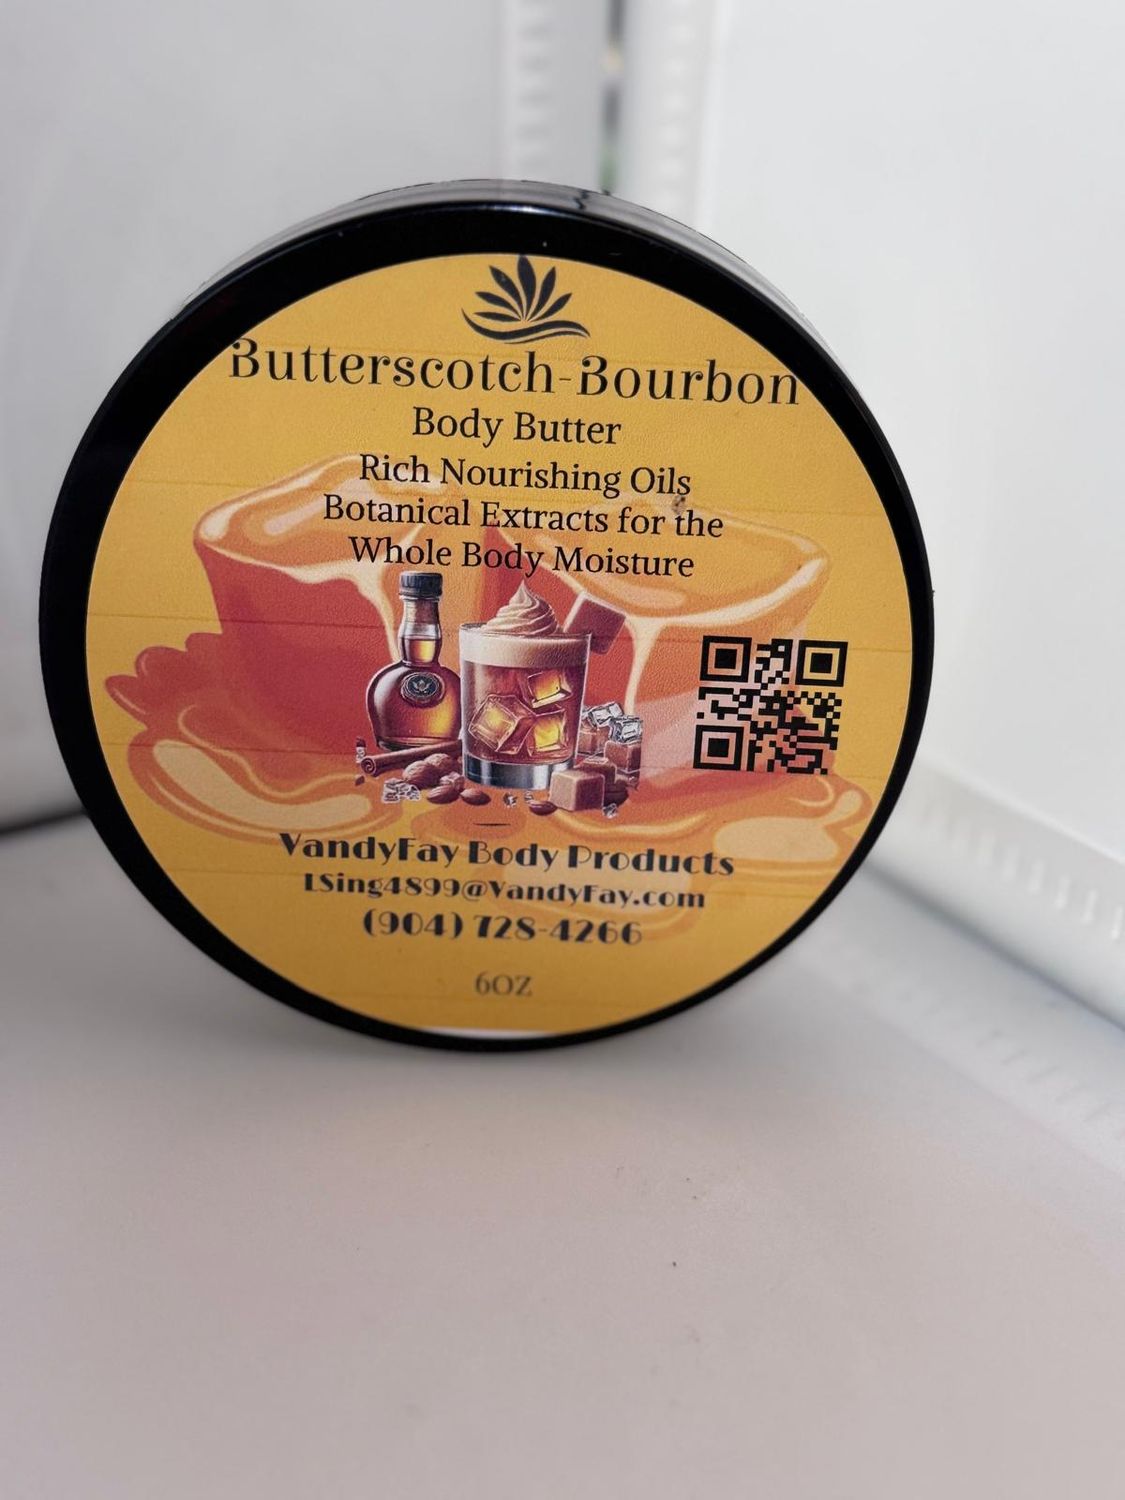 Butterscotch-Bourbon
Body Butter
Rich Nourishing Oils
Botanical Extracts for the
Whole Body Moisture
VandyFay Body Products
LSing4899@VandyFay.com
(904) 728-4266
6OZ